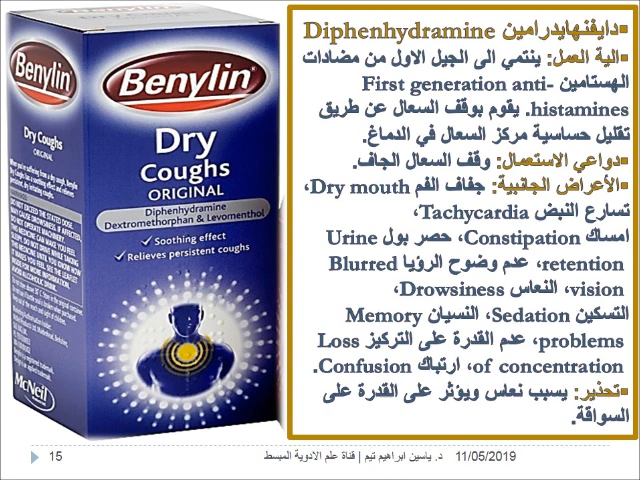 Benylin
Dry Coughs
ORIGINAL
McNeil
Benylin®
Dry
Coughs
ORIGINAL
Diphenhydramine
Dextromethorphan & Levomenthol
✓ Soothing effect
✓ Relieves persistent coughs
▪دايفنهايدرامين Diphenhydramine
▪الية العمل: ينتمي الى الجيل الاول من مضادات
الهستامين First generation anti-
histamines. يقوم بوقف السعال عن طريق
تقليل حساسية مركز السعال في الدماغ.
▪دواعي الاستعمال: وقف السعال الجاف.
▪الأعراض الجانبية: جفاف الفم Dry mouth،
تسارع النبض Tachycardia،
امساك Constipation، حصر بول Urine
retention، عدم وضوح الرؤيا Blurred
vision، النعاس Drowsiness،
التسكين Sedation، النسيان Memory
problems، عدم القدرة على التركيز Loss
of concentration، ارتباك Confusion.
▪تحذير: يسبب نعاس ويؤثر على القدرة على
السواقة.
15
د. ياسين ابراهيم تيم | قناة علم الادوية المبسط
11/05/2019